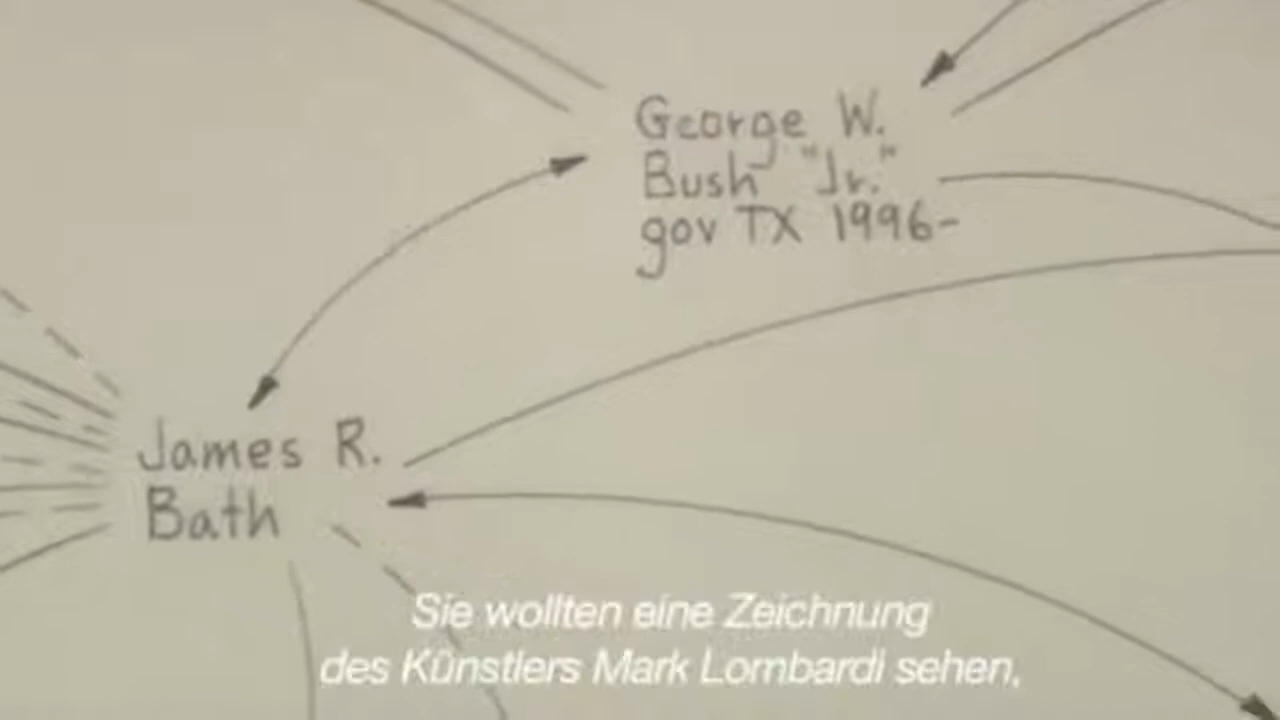 George W.
Bush "Jr."
gov TX 1996-
James R.
Bath
Sie wollten eine Zeichnung
des Künstlers Mark Lombardi sehen,